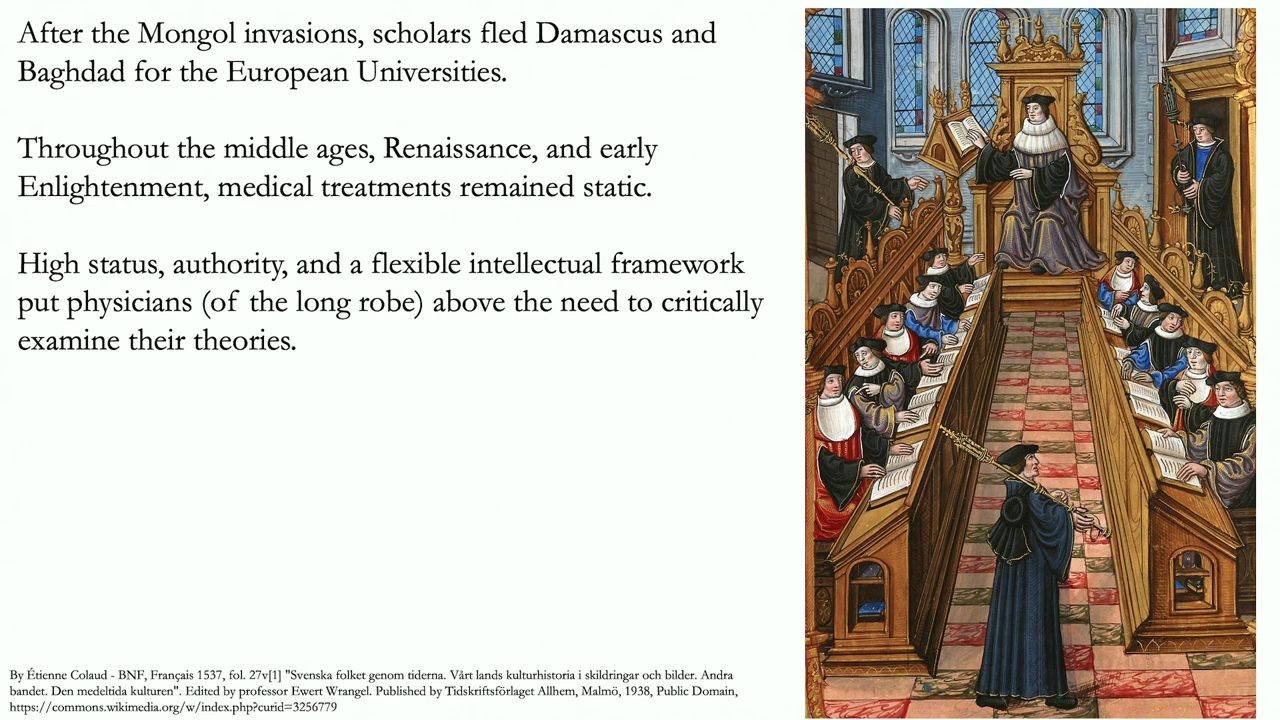 After the Mongol invasions, scholars fled Damascus and
Baghdad for the European Universities.
Throughout the middle ages, Renaissance, and early
Enlightenment, medical treatments remained static.
High status, authority, and a flexible intellectual framework
put physicians (of the long robe) above the need to critically
examine their theories.
By Étienne Colaud - BNF, Français 1537, fol. 27v[1] "Svenska folket genom tiderna. Vårt lands kulturhistoria i skildringar och bilder. Andra
bandet. Den medeltida kulturen". Edited by professor Ewert Wrangel. Published by Tidskriftsförlaget Allhem, Malmö, 1938, Public Domain,
https://commons.wikimedia.org/w/index.php?curid=3256779